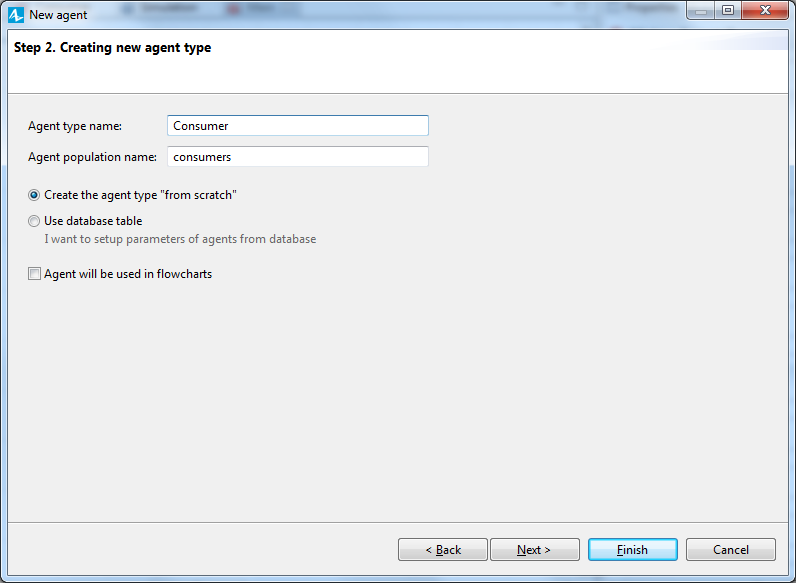 New agent
Step 2. Creating new agent type
Agent type name: Consumer
Agent population name: consumers
Create the agent type "from scratch"
Use database table
I want to setup parameters of agents from database
Agent will be used in flowcharts
< Back Next > Finish Cancel